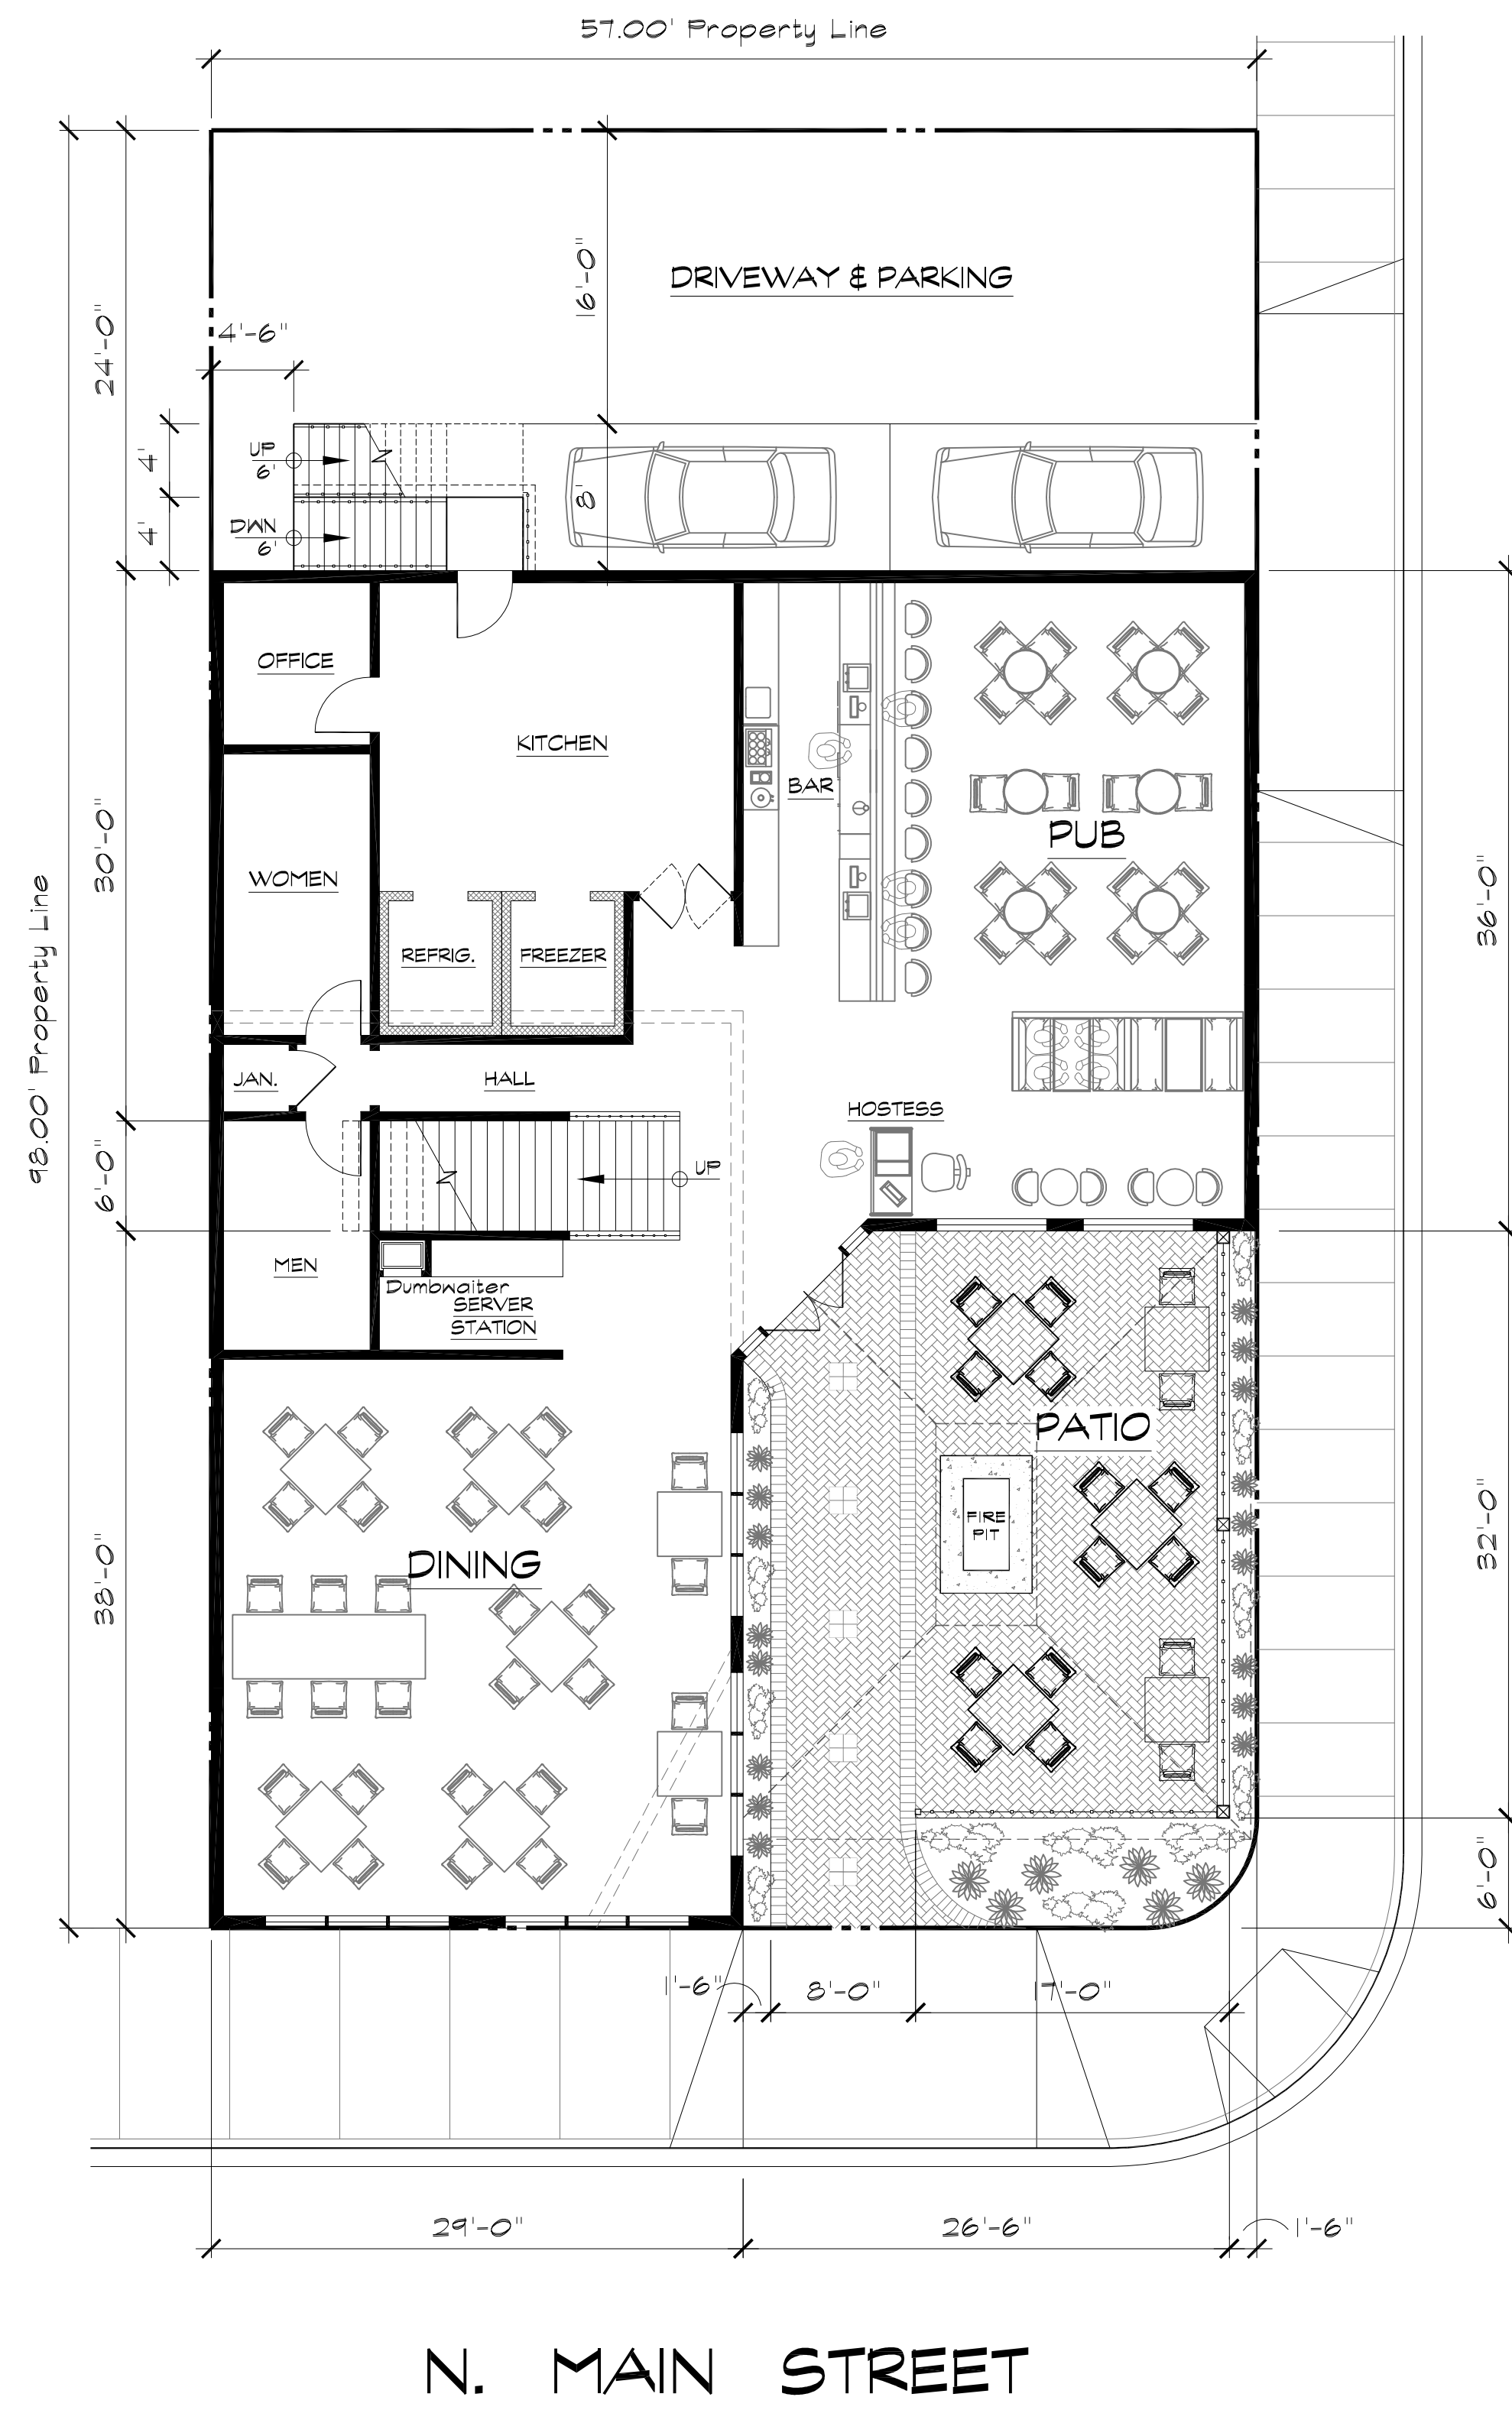 57.00' Property Line
16'-0"
DRIVEWAY & PARKING
24'-0"
4'-6"
UP
6'
4'
8'
DWN
6'
4'
OFFICE
KITCHEN
BAR
PUB
30'-0"
98.00' Property Line
36'-0"
WOMEN
REFRIG.
FREEZER
JAN.
HALL
HOSTESS
6'-0"
UP
MEN
Dumbwaiter
SERVER
STATION
PATIO
FIRE
PIT
DINING
38'-0"
32'-0"
6'-0"
1'-6"
8'-0"
17'-0"
29'-0"
26'-6"
1'-6"
N. MAIN STREET